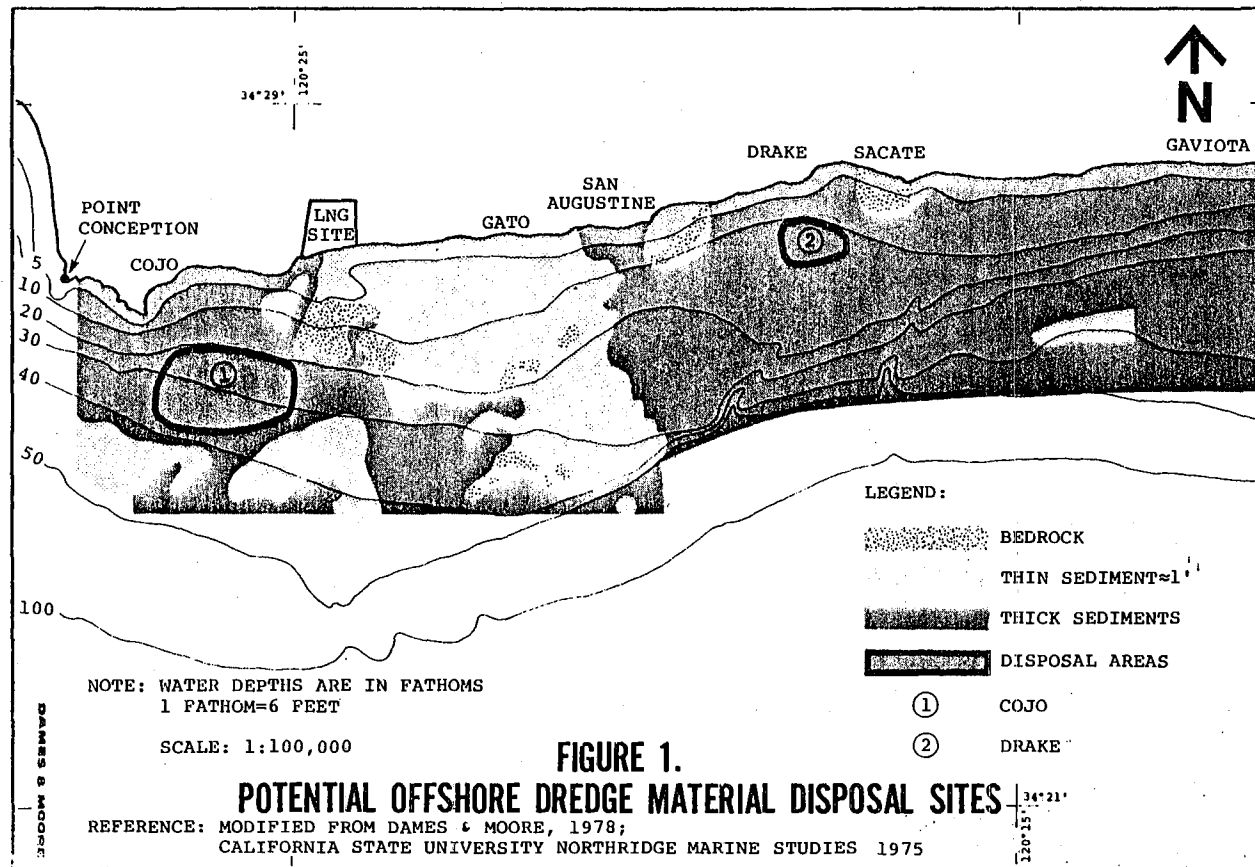 34°29'
120°25'
N
POINT
CONCEPTION
COJO
LNG
SITE
GATO
SAN
AUGUSTINE
DRAKE
SACATE
GAVIOTA
5
10
20
30
40
50
100
1
2
LEGEND:
BEDROCK
THIN SEDIMENT≈1'
THICK SEDIMENTS
DISPOSAL AREAS
1 COJO
2 DRAKE
NOTE: WATER DEPTHS ARE IN FATHOMS
1 FATHOM=6 FEET
SCALE: 1:100,000
FIGURE 1.
POTENTIAL OFFSHORE DREDGE MATERIAL DISPOSAL SITES
34°21'
120°15'
REFERENCE: MODIFIED FROM DAMES & MOORE, 1978;
CALIFORNIA STATE UNIVERSITY NORTHRIDGE MARINE STUDIES 1975
DAMES & MOORE